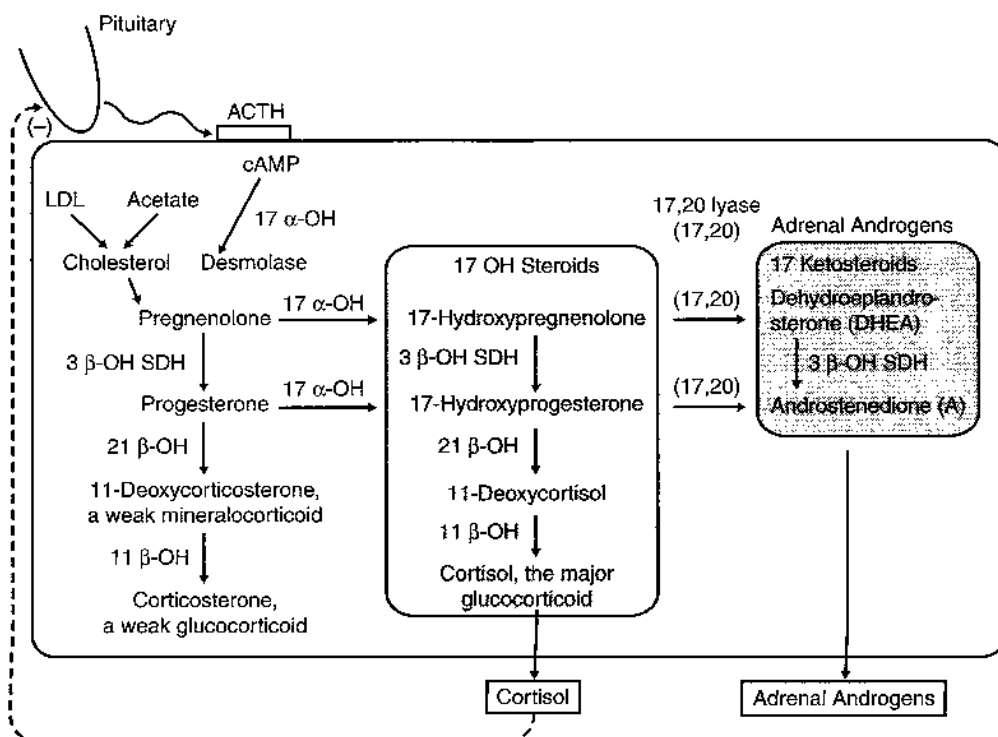 Pituitary
(–)
ACTH
cAMP
LDL
Acetate
17 α-OH
Cholesterol
Desmolase
17,20 lyase
(17,20)
Adrenal Androgens
17 OH Steroids
17 Ketosteroids
Pregnenolone
17 α-OH
17-Hydroxypregnenolone
(17,20)
Dehydroeplandro-
sterone (DHEA)
3 β-OH SDH
3 β-OH SDH
3 β-OH SDH
Progesterone
17 α-OH
17-Hydroxyprogesterone
(17,20)
Androstenedione (A)
21 β-OH
21 β-OH
11-Deoxycorticosterone,
a weak mineralocorticoid
11-Deoxycortisol
11 β-OH
11 β-OH
Corticosterone,
a weak glucocorticoid
Cortisol, the major
glucocorticoid
Cortisol
Adrenal Androgens